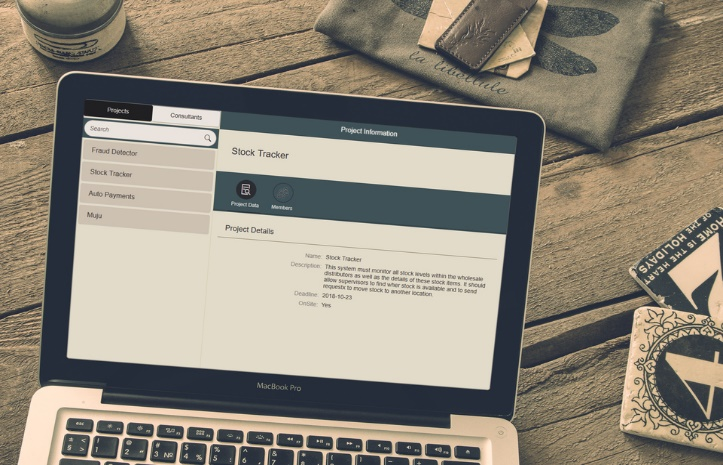 la libellule
Projects
Consultants
Project Information
Search
Stock Tracker
Fraud Detector
Stock Tracker
Auto Payments
Muju
Project Data
Members
Project Details
Name: Stock Tracker
Description: This system must monitor all stock levels within the wholesale
distributors as well as the details of these stock items. It should
allow supervisors to find wher stock is available and to send
requests to move stock to another location.
Deadline: 2016-10-23
OnSite: Yes
MacBook Pro
HOME IS THE HEART
OF THE HOLIDAYS